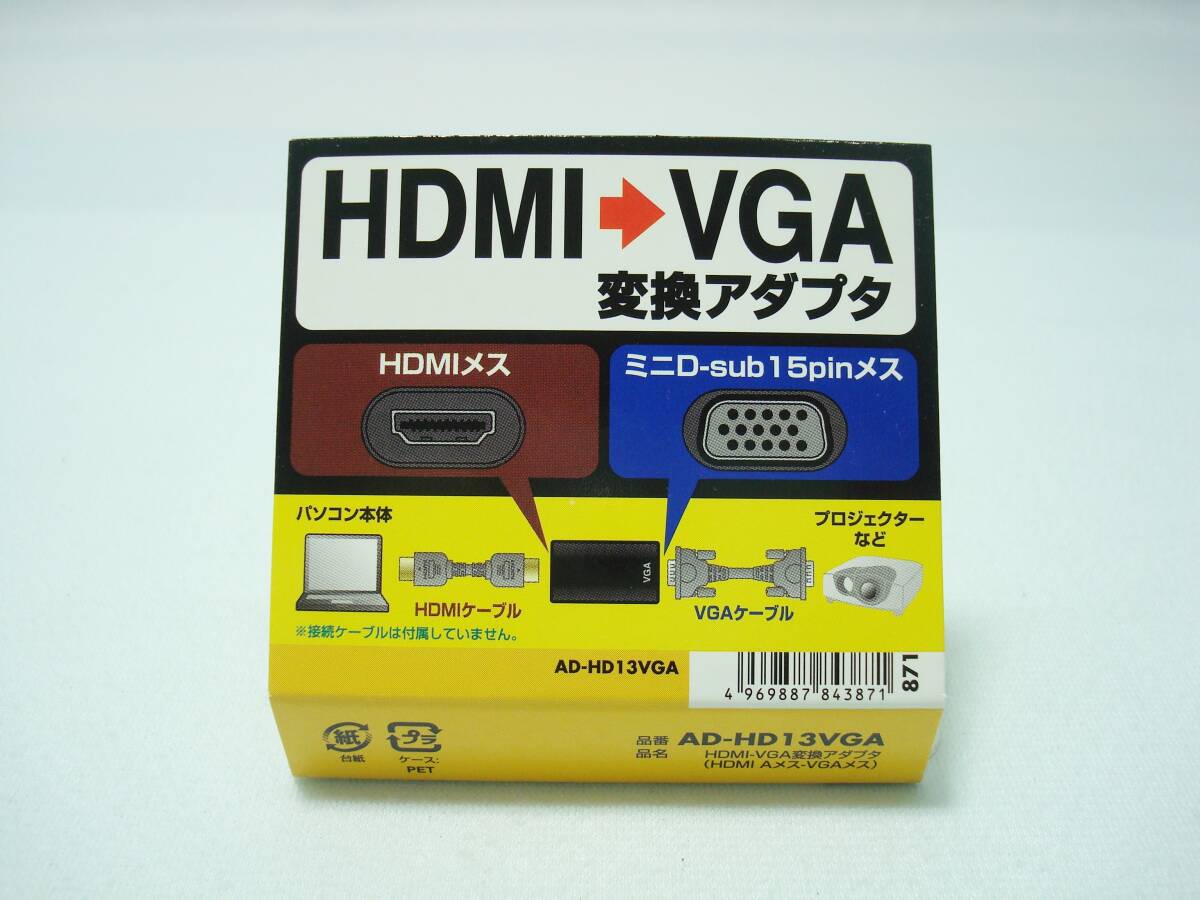 HDMI VGA
変換アダプタ
HDMIメス
ミニD-sub15pinメス
パソコン本体
プロジェクター
など
VGA
HDMIケーブル
VGAケーブル
※接続ケーブルは付属していません。
AD-HD13VGA
4 969887 843871
871
紙
台紙
プラ
ケース:
PET
品番 AD-HD13VGA
品名 HDMI-VGA変換アダプタ
(HDMI Aメス-VGAメス)